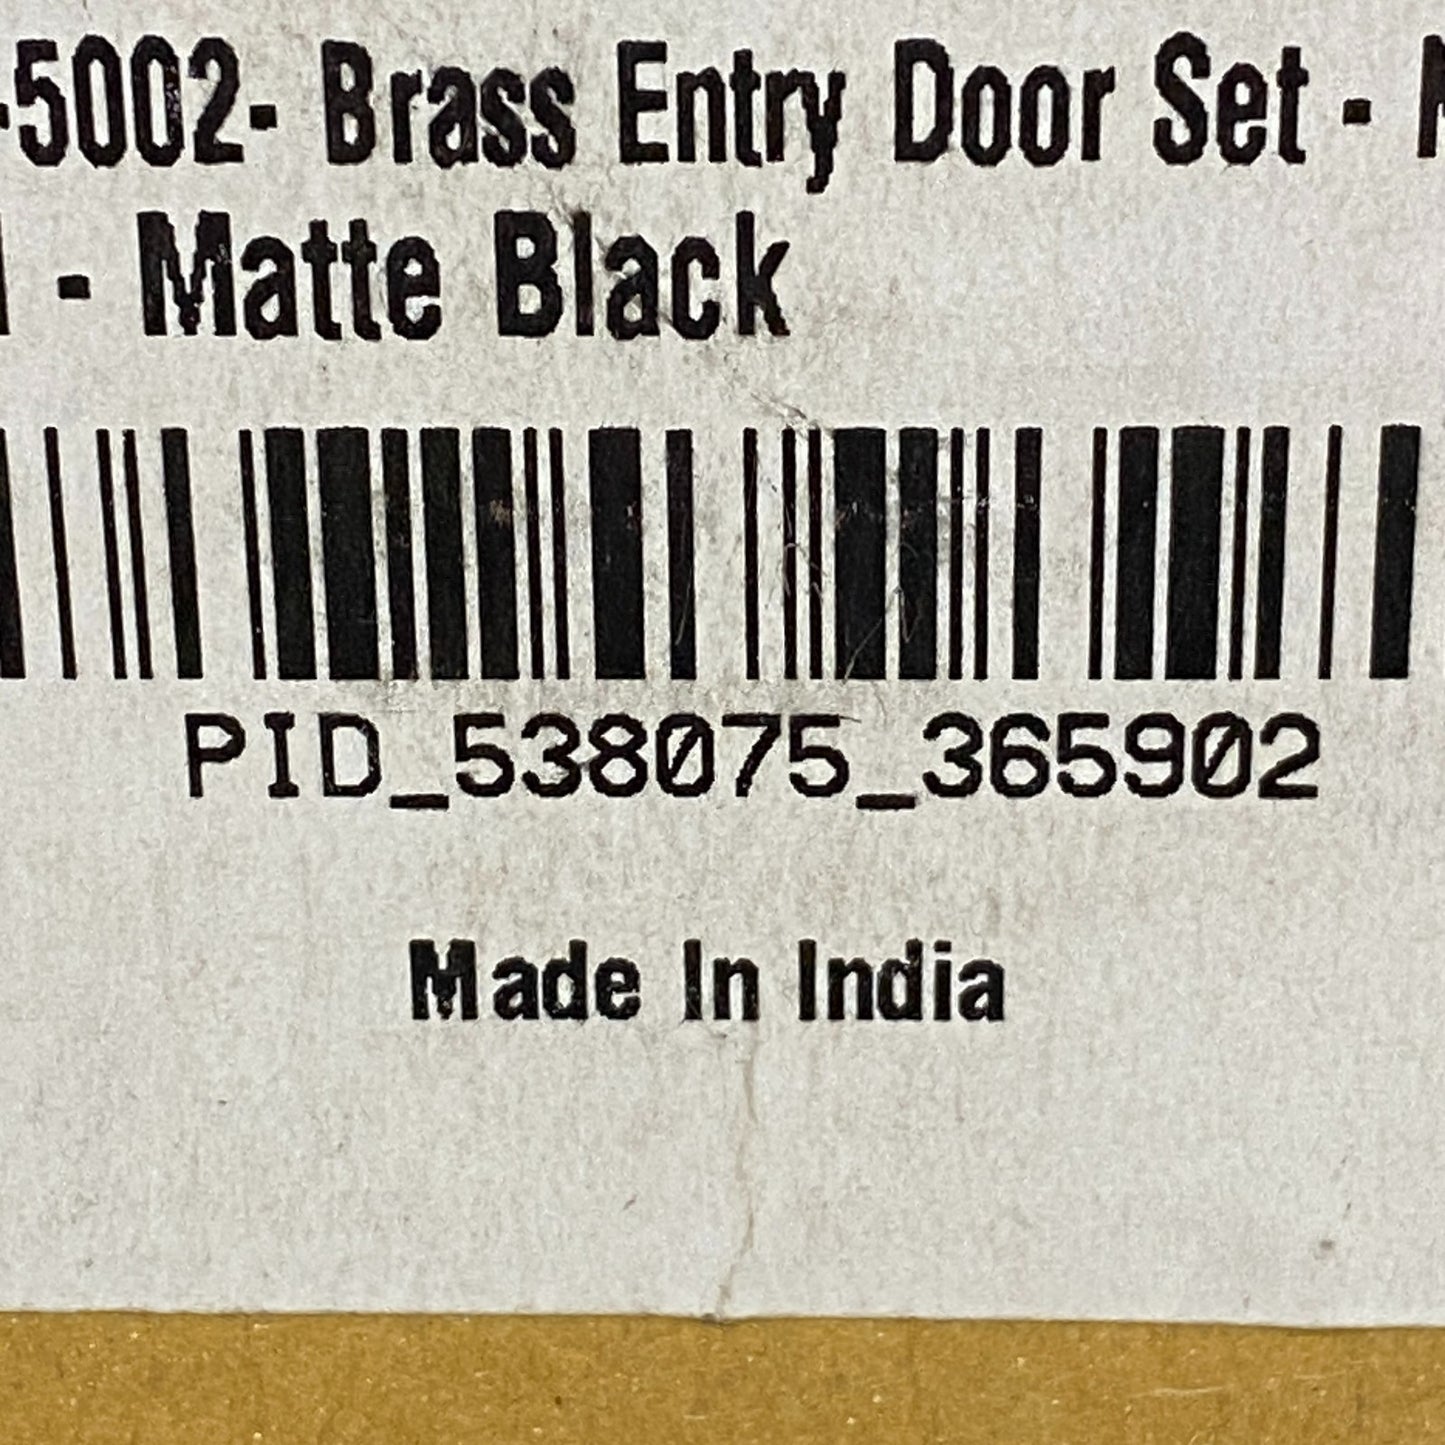 -5002- Brass Entry Door Set -
- Matte Black
PID_538075_365902
Made In India